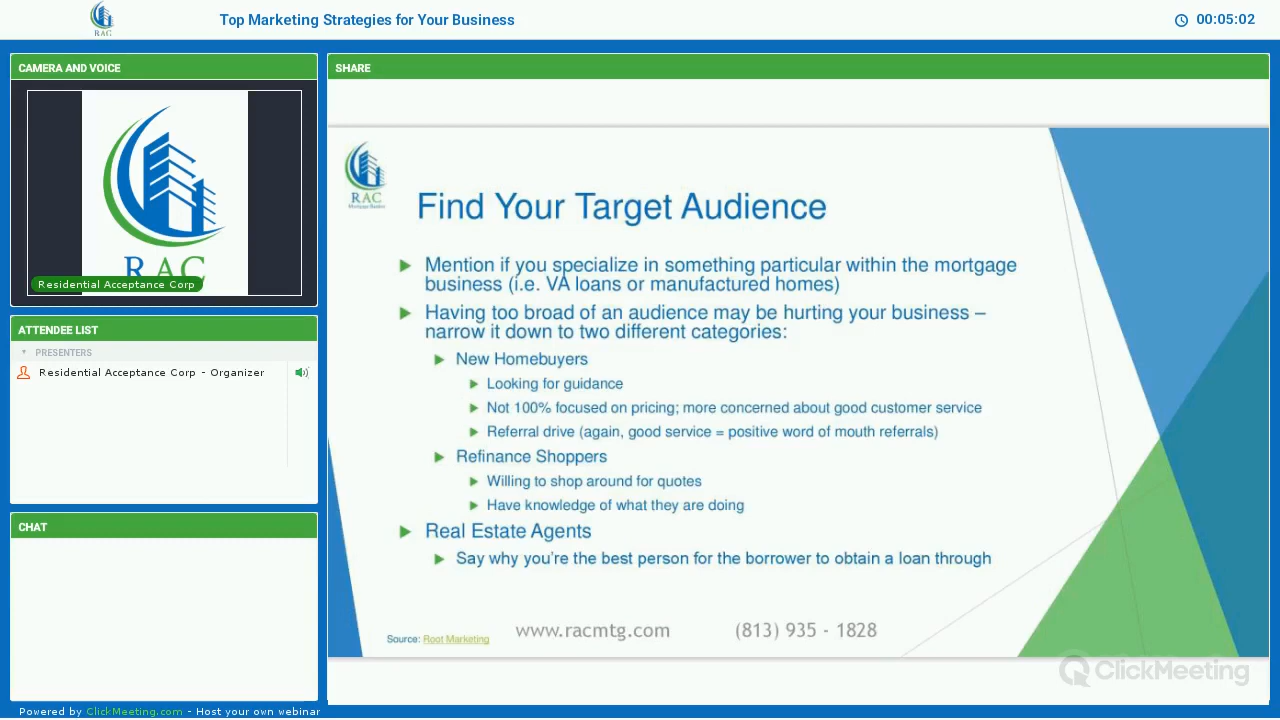 RAC
Top Marketing Strategies for Your Business
00:05:02
CAMERA AND VOICE
RAC
Residential Acceptance Corp
ATTENDEE LIST
PRESENTERS
Residential Acceptance Corp - Organizer
CHAT
SHARE
RAC
Find Your Target Audience
Mention if you specialize in something particular within the mortgage
business (i.e. VA loans or manufactured homes)
Having too broad of an audience may be hurting your business –
narrow it down to two different categories:
New Homebuyers
Looking for guidance
Not 100% focused on pricing; more concerned about good customer service
Referral drive (again, good service = positive word of mouth referrals)
Refinance Shoppers
Willing to shop around for quotes
Have knowledge of what they are doing
Real Estate Agents
Say why you're the best person for the borrower to obtain a loan through
Source: Root Marketing
www.racmtg.com
(813) 935 - 1828
ClickMeeting
Powered by ClickMeeting.com - Host your own webinar